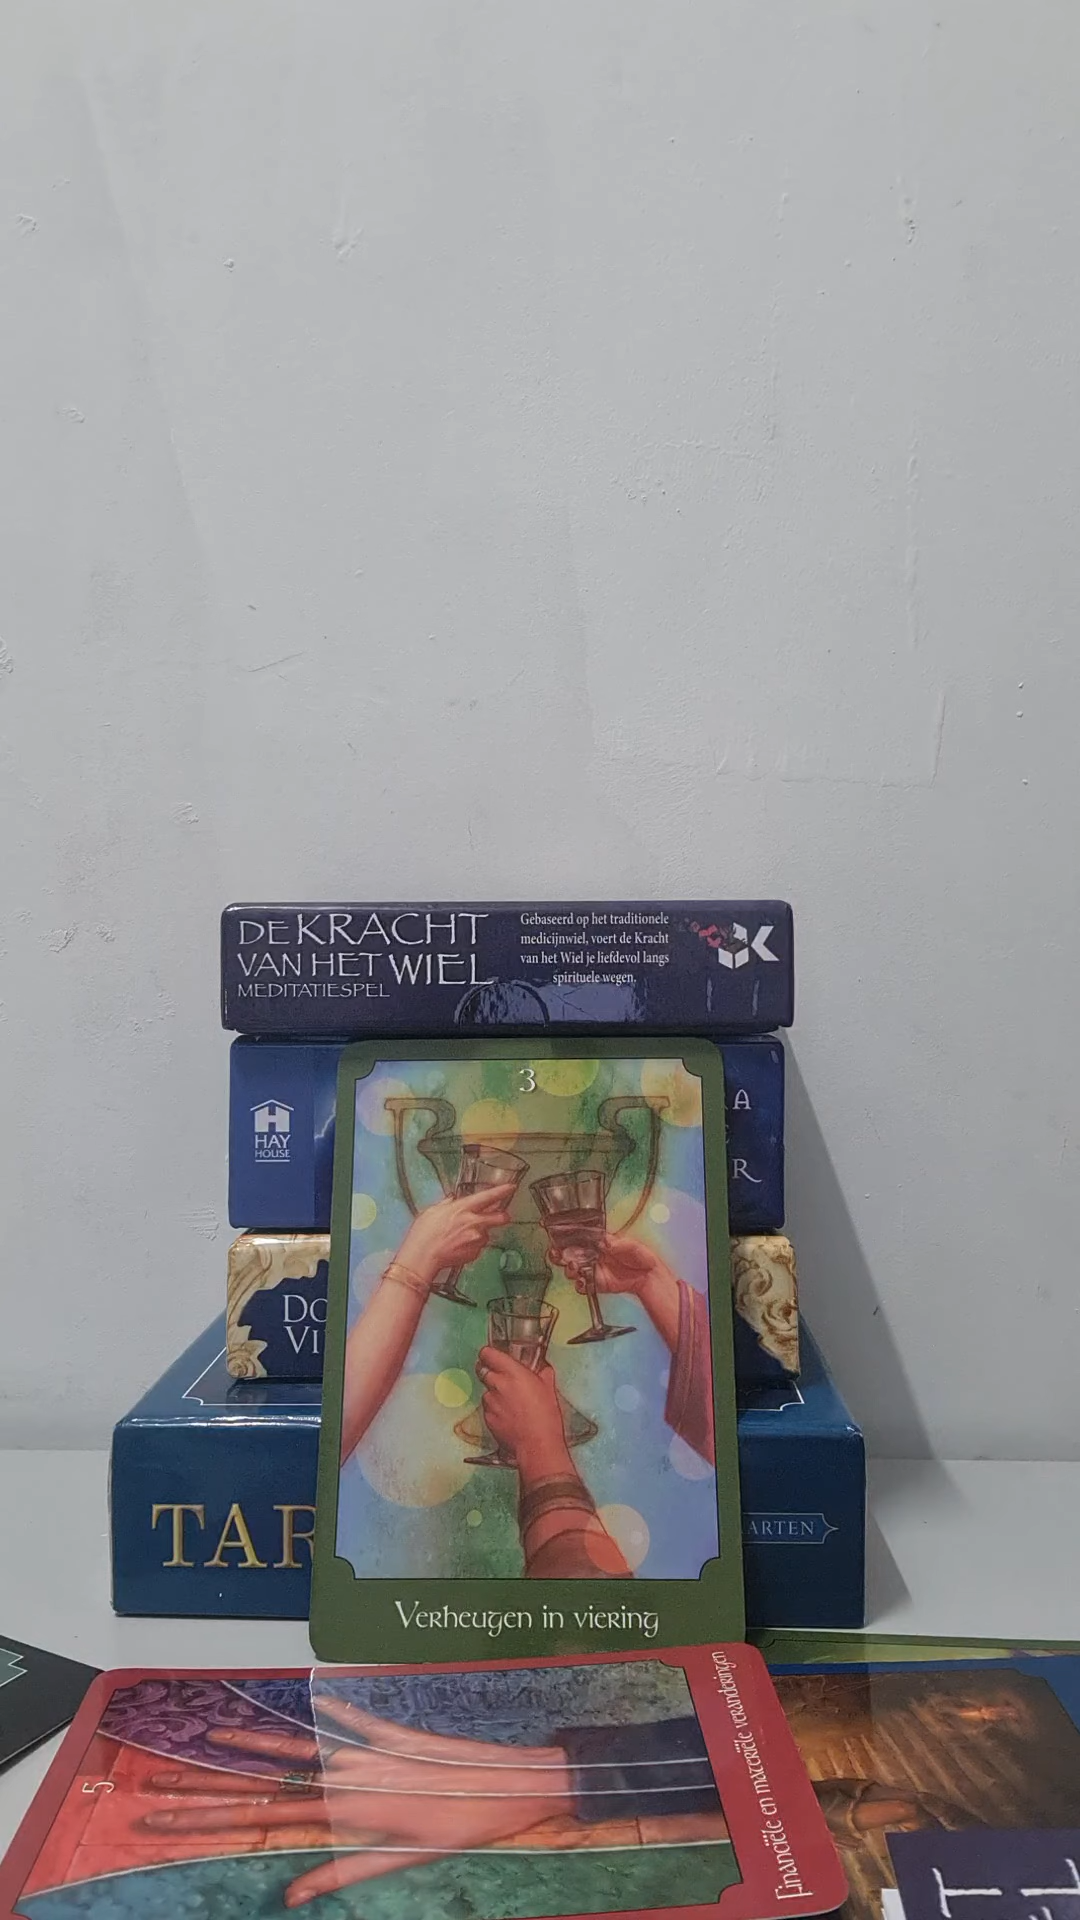 DE KRACHT
VAN HET WIEL
MEDITATIESPEL
Gebaseerd op het traditionele
medicijnwiel, voert de Kracht
van het Wiel je liefdevol langs
spirituele wegen.
HAY
HOUSE
3
Verheugen in viering
5
Financiële en materiële veranderingen